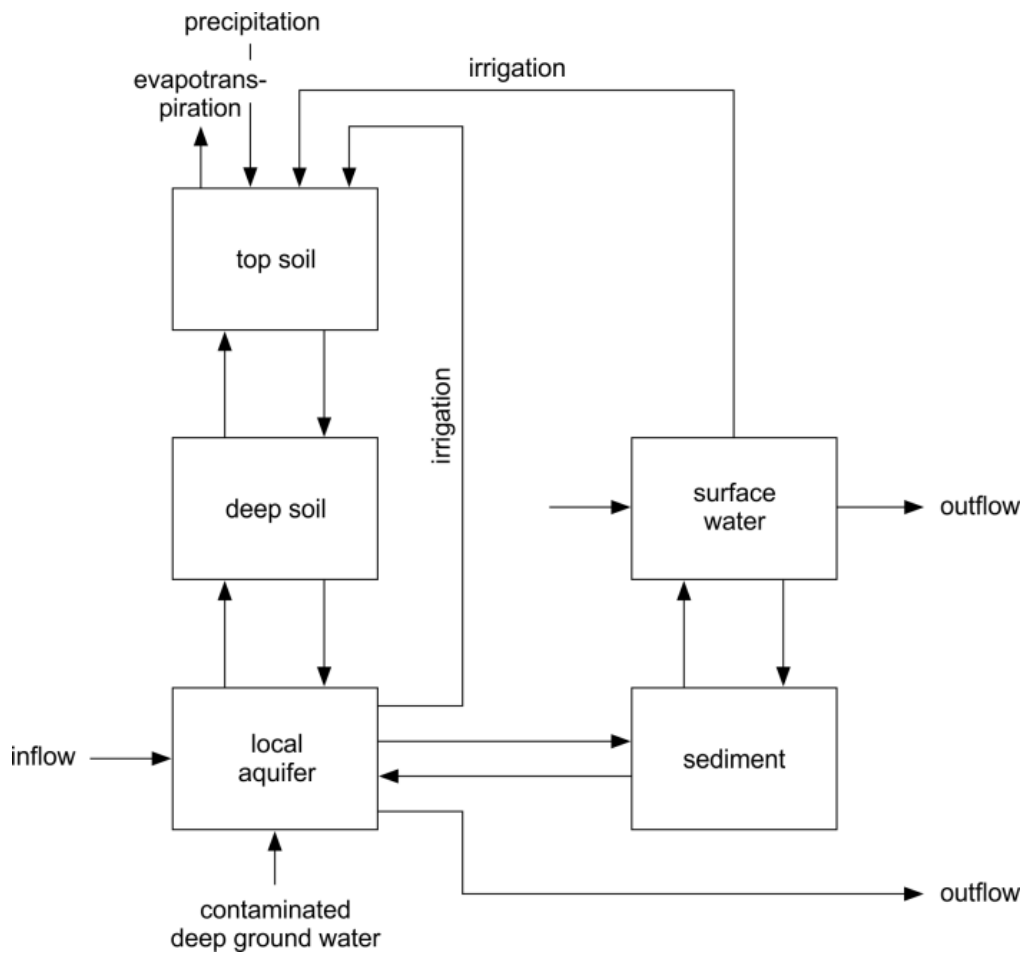 precipitation
evapotrans-
piration
irrigation
top soil
irrigation
deep soil
surface
water
outflow
inflow
local
aquifer
sediment
contaminated
deep ground water
outflow